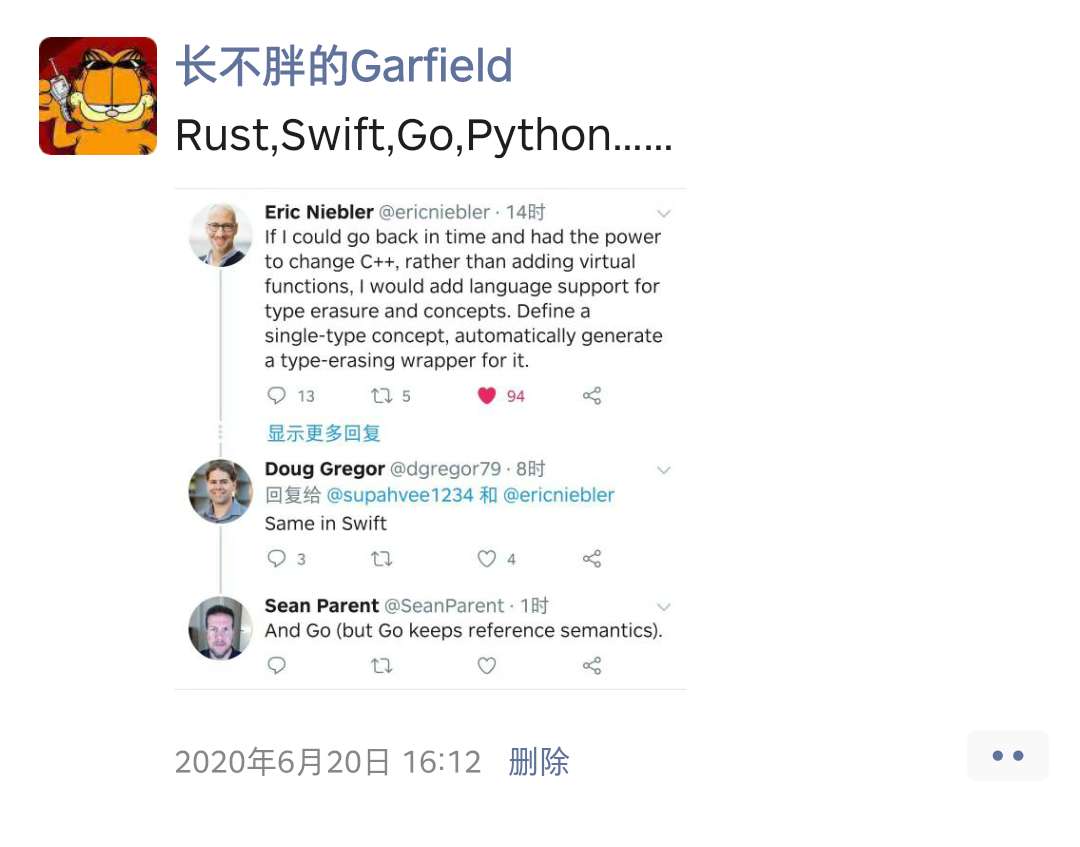 长不胖的Garfield
Rust,Swift,Go,Python......
Eric Niebler @ericniebler · 14时
If I could go back in time and had the power
to change C++, rather than adding virtual
functions, I would add language support for
type erasure and concepts. Define a
single-type concept, automatically generate
a type-erasing wrapper for it.
13 5 94
显示更多回复
Doug Gregor @dgregor79 · 8时
回复给 @supahvee1234 和 @ericniebler
Same in Swift
3 4
Sean Parent @SeanParent · 1时
And Go (but Go keeps reference semantics).
2020年6月20日 16:12 删除